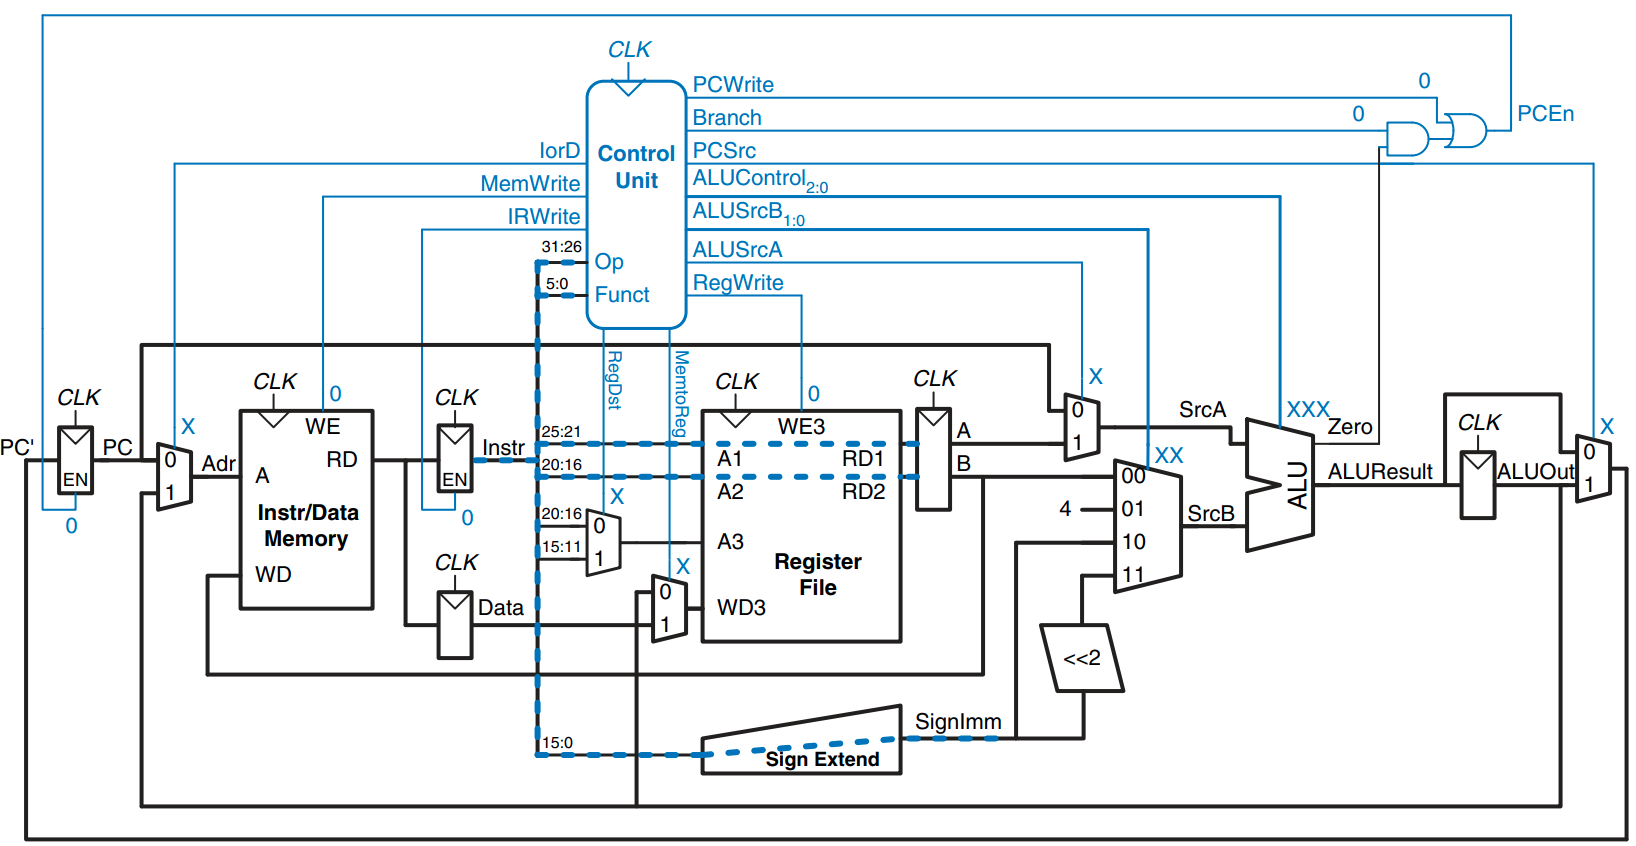 CLK
PCWrite
0
Branch
0
PCEn
IorD
Control
Unit
PCSrc
MemWrite
ALUControl2:0
IRWrite
ALUSrcB1:0
31:26
Op
ALUSrcA
5:0
Funct
RegWrite
RegDst
MemtoReg
CLK
CLK
CLK
CLK
CLK
X
0
0
X
PC'
PC
EN
0
0
1
Adr
X
WE
A
RD
Instr/Data
Memory
WD
EN
0
Instr
CLK
Data
25:21
20:16
X
20:16
15:11
0
1
X
0
1
WE3
A1
RD1
A2
RD2
A3
Register
File
WD3
A
B
0
1
SrcA
XX
00
4
01
10
11
SrcB
XXX
ALU
Zero
ALUResult
CLK
ALUOut
X
0
1
<<2
15:0
Sign Extend
SignImm